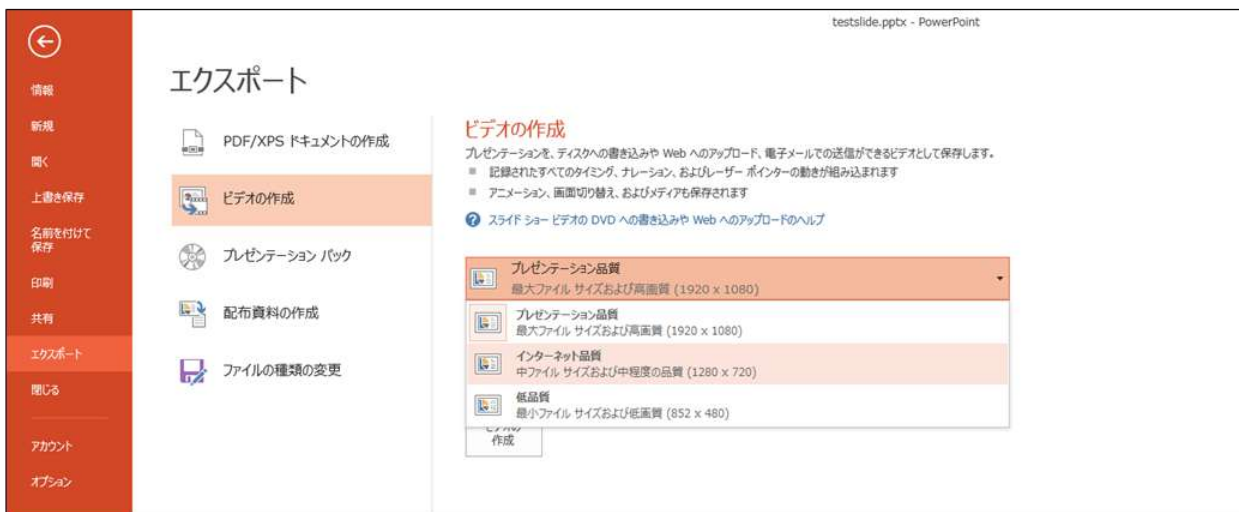 testslide.pptx - PowerPoint
情報
新規
開く
上書き保存
名前を付けて
保存
印刷
共有
エクスポート
閉じる
アカウント
オプション
エクスポート
PDF/XPS ドキュメントの作成
ビデオの作成
プレゼンテーション パック
配布資料の作成
ファイルの種類の変更
ビデオの作成
プレゼンテーションを、ディスクへの書き込みや Web へのアップロード、電子メールでの送信ができるビデオとして保存します。
記録されたすべてのタイミング、ナレーション、およびレーザー ポインターの動きが組み込まれます
アニメーション、画面切り替え、およびメディアも保存されます
スライド ショー ビデオの DVD への書き込みや Web へのアップロードのヘルプ
プレゼンテーション品質
最大ファイル サイズおよび高画質 (1920 x 1080)
プレゼンテーション品質
最大ファイル サイズおよび高画質 (1920 x 1080)
インターネット品質
中ファイル サイズおよび中程度の品質 (1280 x 720)
低品質
最小ファイル サイズおよび低画質 (852 x 480)
作成